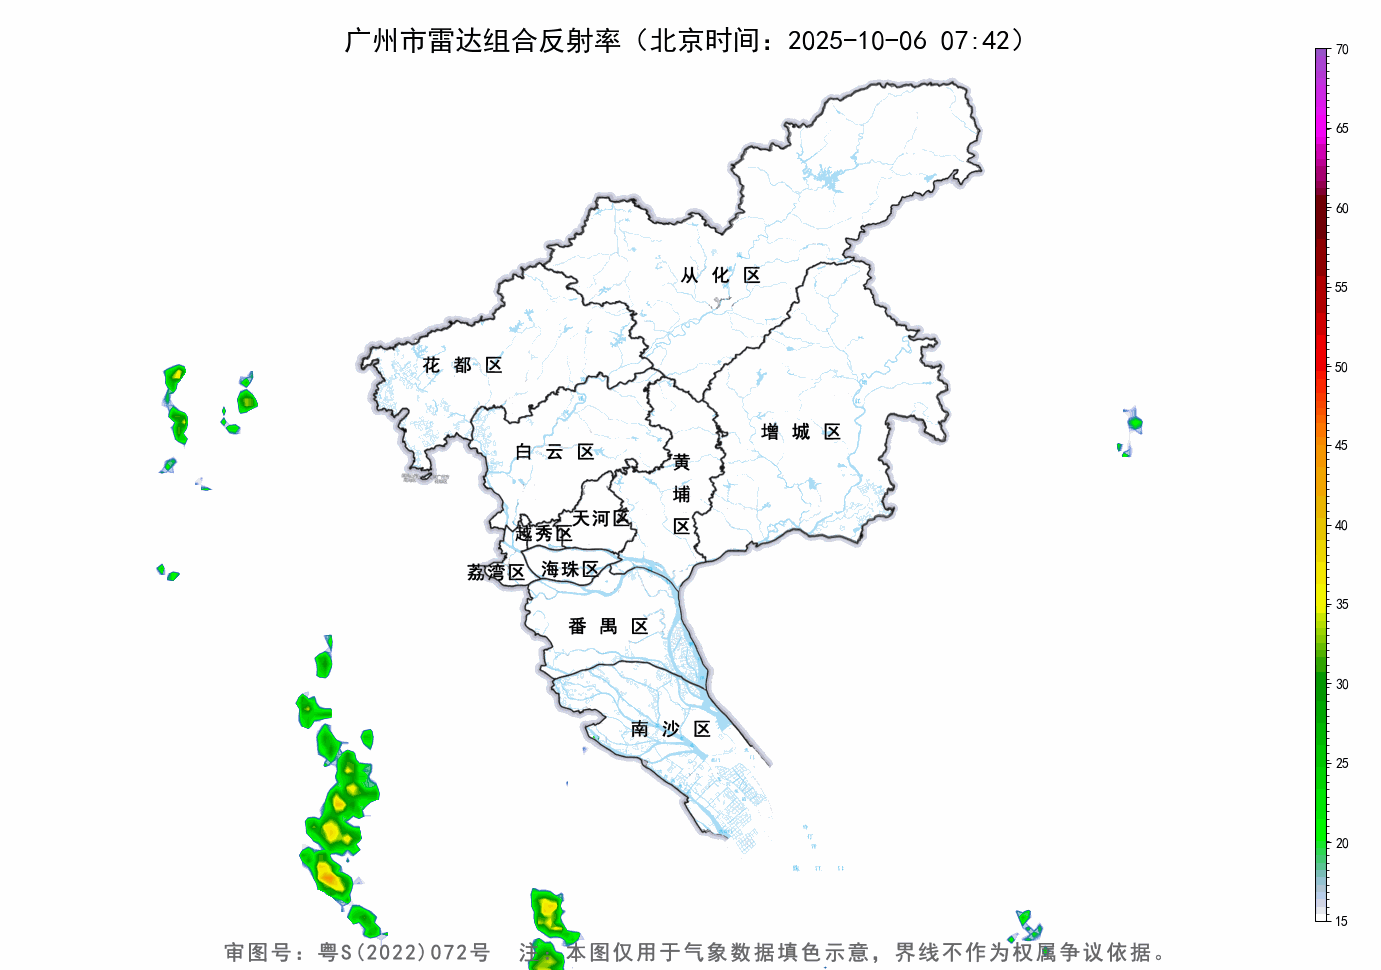 广州市雷达组合反射率（北京时间：2025-10-06 07:42）
70
65
60
55
50
45
40
35
30
25
20
15
从化区
花都区
增城区
白云区
黄埔区
天河区
越秀区
荔湾区
海珠区
番禺区
南沙区
审图号：粤S(2022)072号 注：本图仅用于气象数据填色示意，界线不作为权属争议依据。